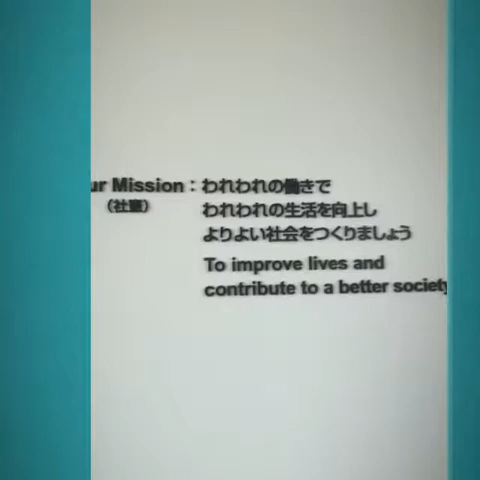 ur Mission：われわれの働きで
（社憲）　われわれの生活を向上し
よりよい社会をつくりましょう
To improve lives and
contribute to a better society